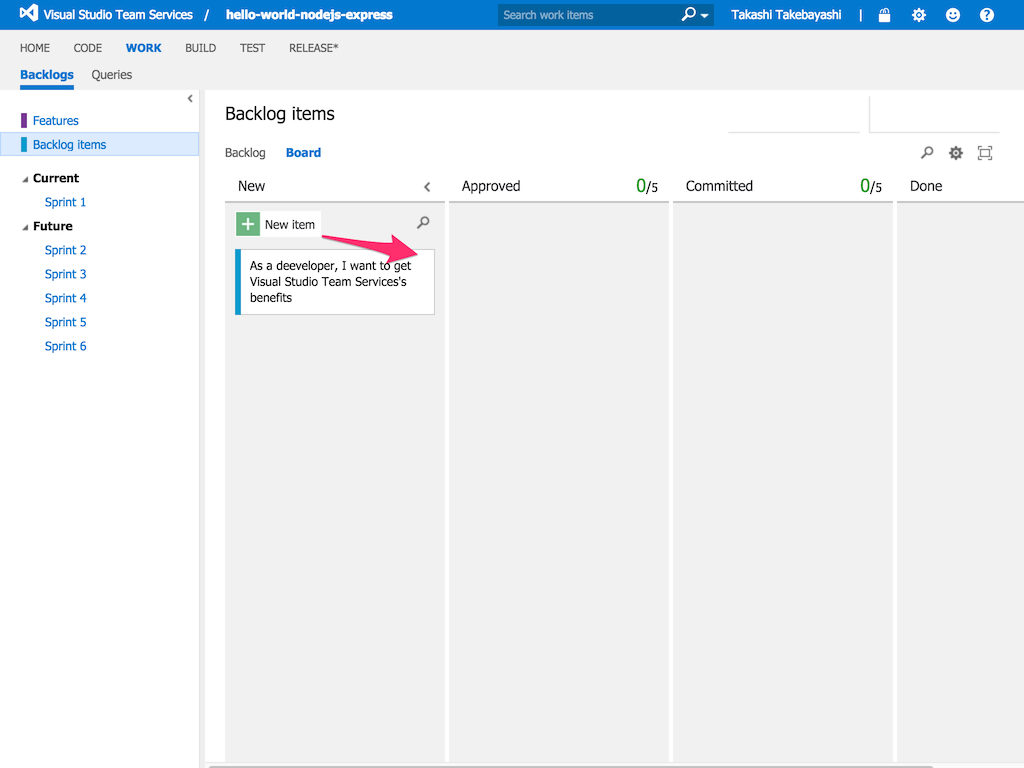 Visual Studio Team Services / hello-world-nodejs-express Search work items Takashi Takebayashi |
HOME CODE WORK BUILD TEST RELEASE*
Backlogs Queries
Features
Backlog items
Current
Sprint 1
Future
Sprint 2
Sprint 3
Sprint 4
Sprint 5
Sprint 6
Backlog items
Backlog Board
New Approved 0/5 Committed 0/5 Done
New item
As a deeveloper, I want to get
Visual Studio Team Services's
benefits